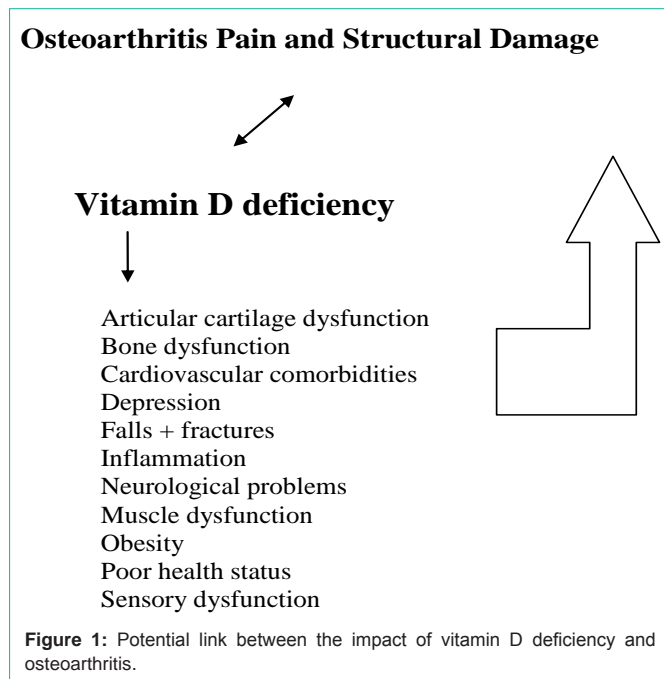 Osteoarthritis Pain and Structural Damage
Vitamin D deficiency
Articular cartilage dysfunction
Bone dysfunction
Cardiovascular comorbidities
Depression
Falls + fractures
Inflammation
Neurological problems
Muscle dysfunction
Obesity
Poor health status
Sensory dysfunction
Figure 1: Potential link between the impact of vitamin D deficiency and
osteoarthritis.